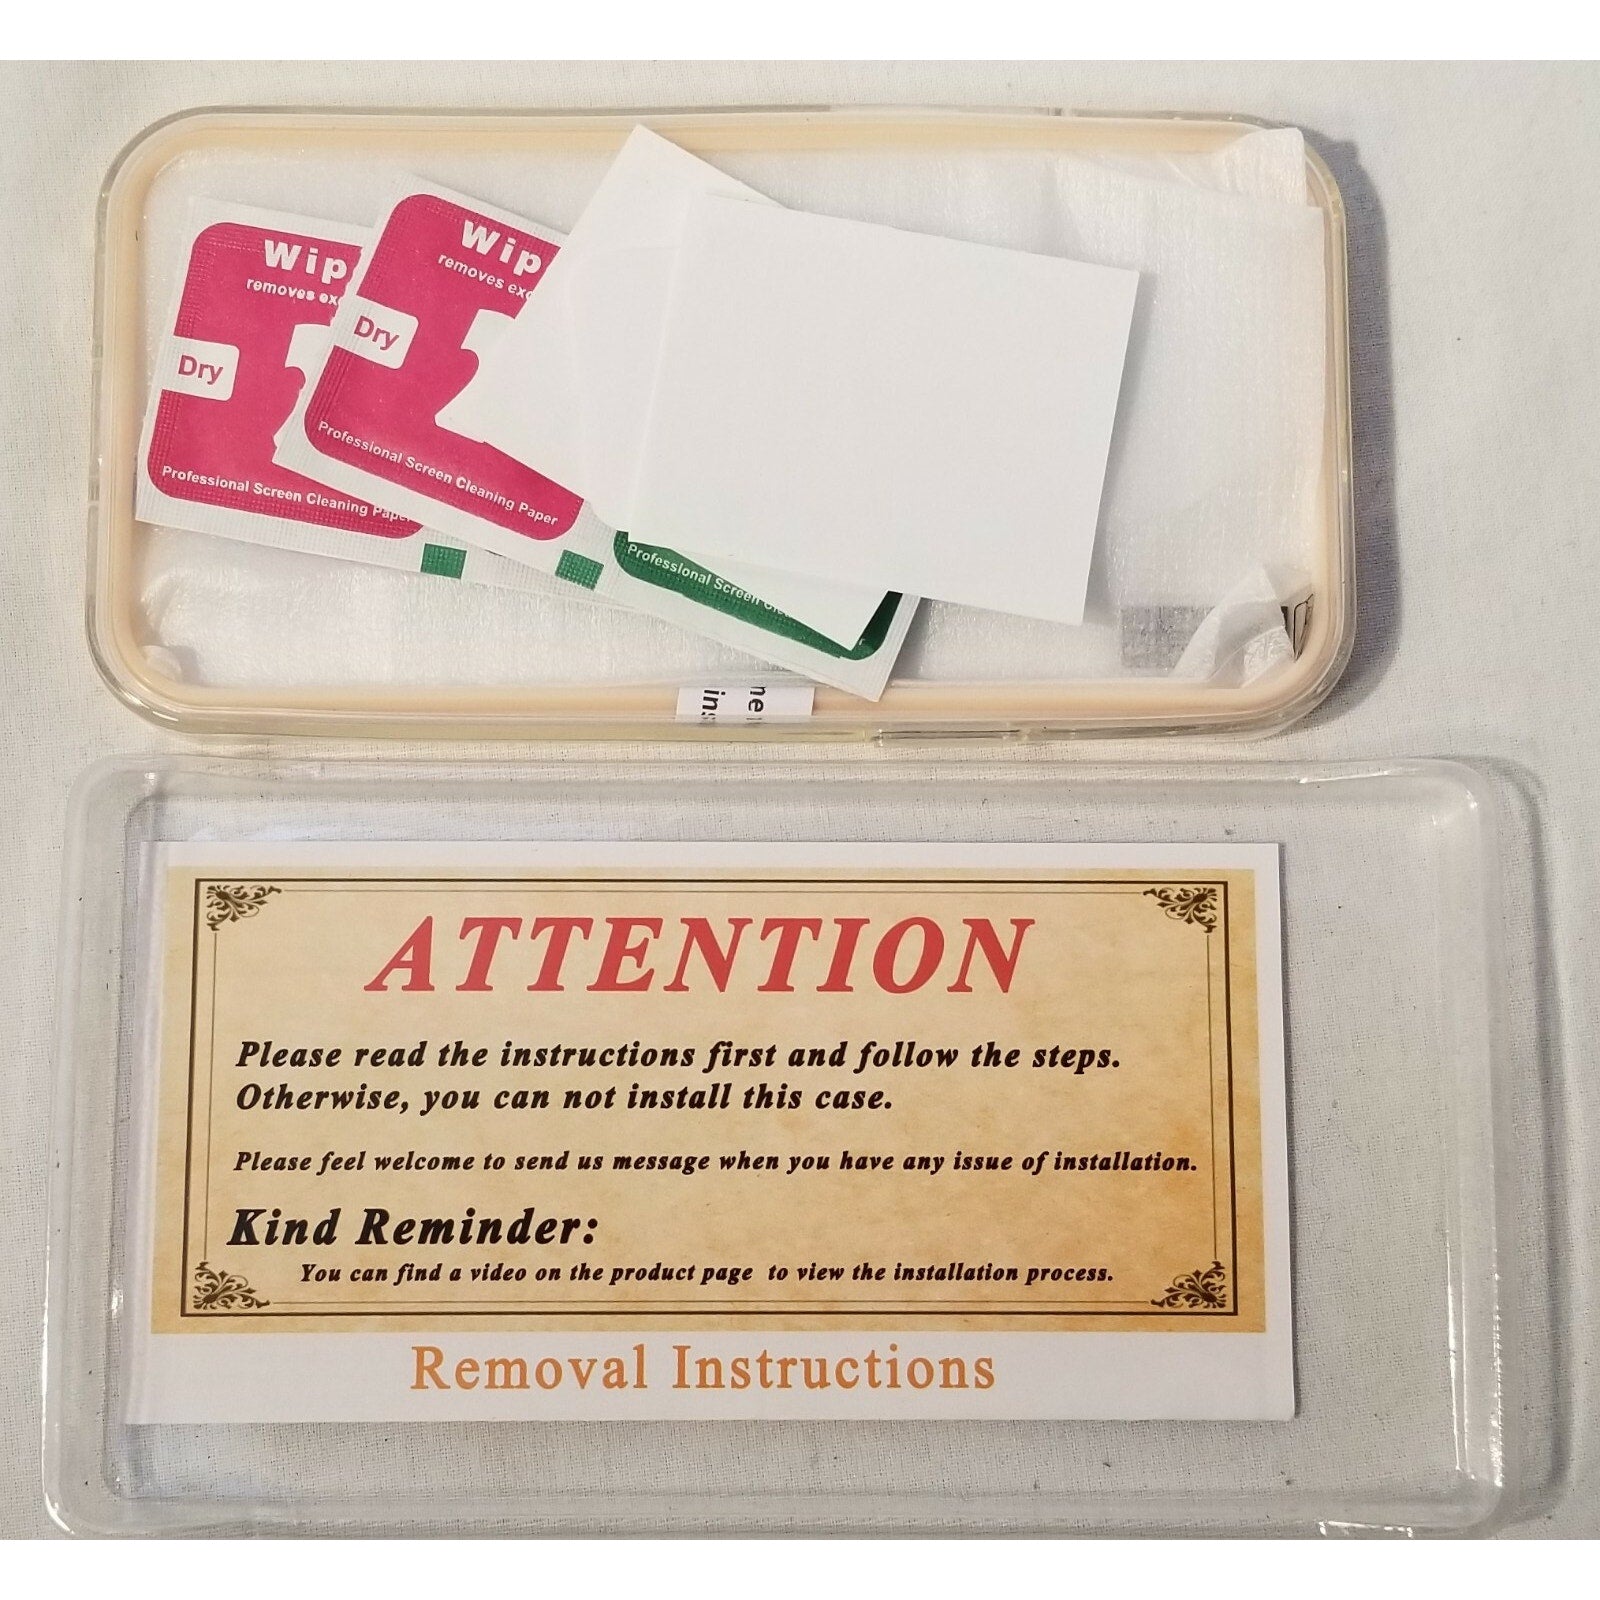 Wip
removes exc
Dry
Professional Screen Cleaning Paper
Wip
removes exc
Dry
Professional Screen Cleaning Paper
Professional Screen
ATTENTION
Please read the instructions first and follow the steps.
Otherwise, you can not install this case.
Please feel welcome to send us message when you have any issue of installation.
Kind Reminder:
You can find a video on the product page to view the installation process.
Removal Instructions